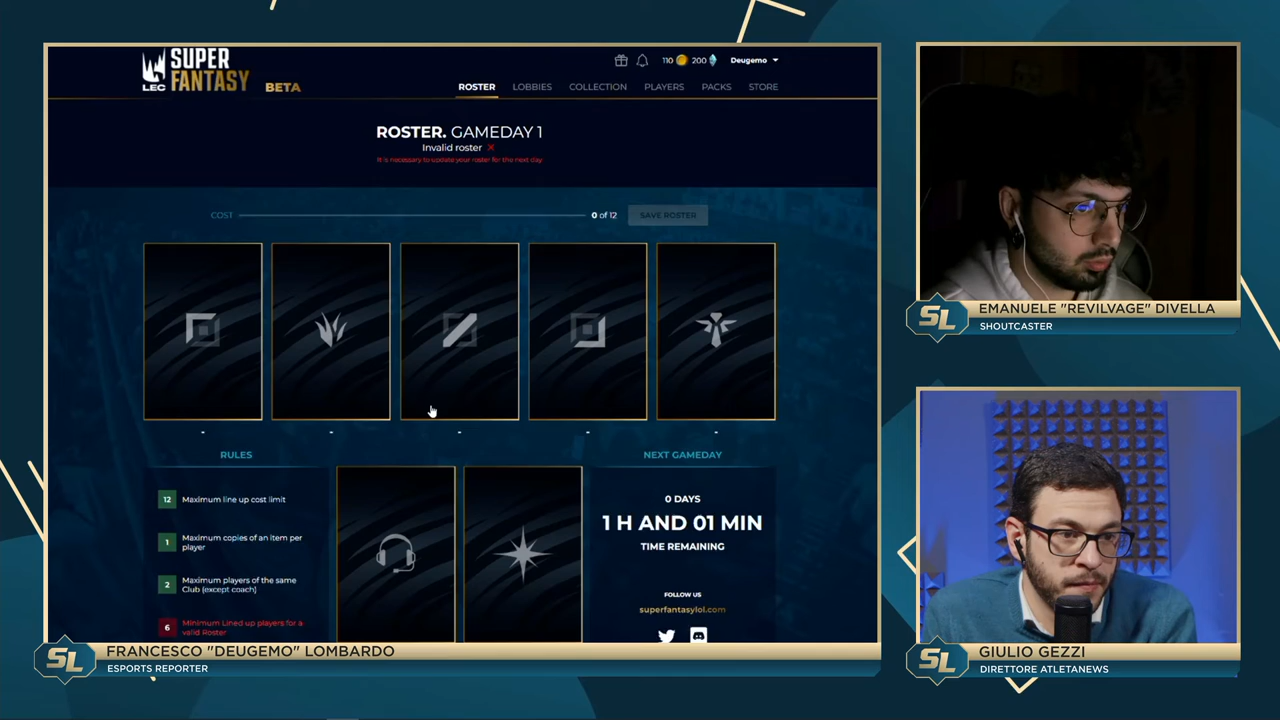 LEC
SUPER
FANTASY
BETA
110
200
Deugemo
ROSTER
LOBBIES
COLLECTION
PLAYERS
PACKS
STORE
ROSTER. GAMEDAY 1
Invalid roster
It is necessary to update your roster for the next day
COST
0 of 12
SAVE ROSTER
-
-
-
-
-
RULES
12
Maximum line up cost limit
1
Maximum copies of an item per
player
2
Maximum players of the same
Club (except coach)
6
Minimum Lined up players for a
valid Roster
NEXT GAMEDAY
0 DAYS
1 H AND 01 MIN
TIME REMAINING
FOLLOW US
superfantasylol.com
SL
FRANCESCO "DEUGEMO" LOMBARDO
ESPORTS REPORTER
SL
EMANUELE "REVILVAGE" DIVELLA
SHOUTCASTER
SL
GIULIO GEZZI
DIRETTORE ATLETANEWS